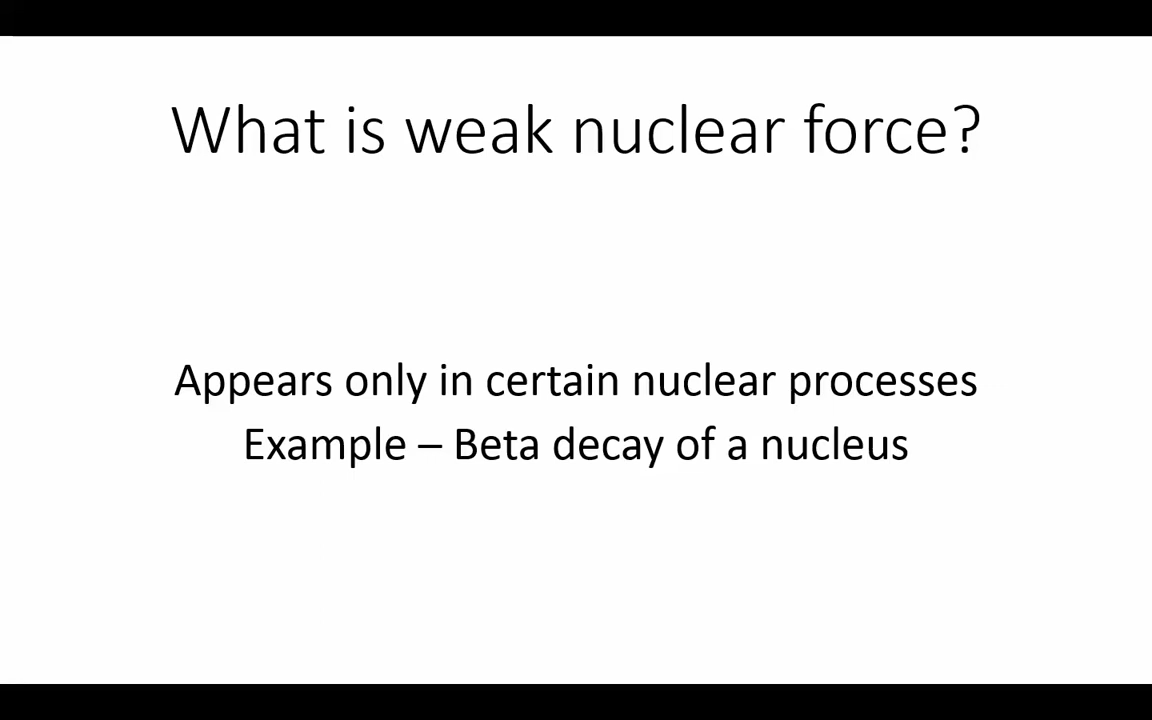 What is weak nuclear force?
Appears only in certain nuclear processes
Example – Beta decay of a nucleus